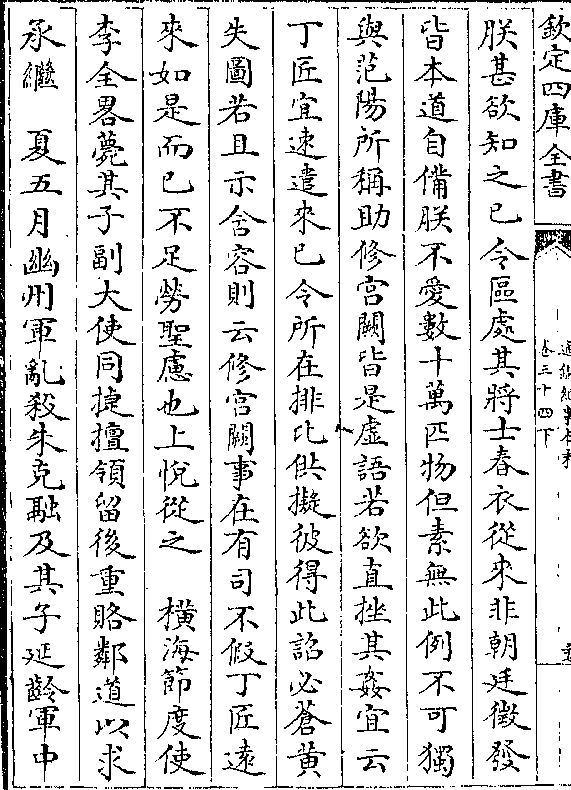 欽定四庫全書
通鑑紀事本末
卷三十四下
朕甚欲知之已令區處其將士春衣從來非朝廷徴發
皆本道自備朕不愛數十萬匹物但素無此例不可獨
與范陽所稱助修宫闕皆是虛語若欲直挫其姦宜云
丁匠宜速遣來已令所在排比供擬彼得此詔必蒼黄
失圖若且示含容則云修宫闕事在有司不假丁匠逺
來如是而已不足勞聖慮也上悅從之　横海節度使
李全畧薨其子副大使同捷擅領留後重賂鄰道以求
承繼　夏五月幽州軍亂殺朱克融及其子延齡軍中